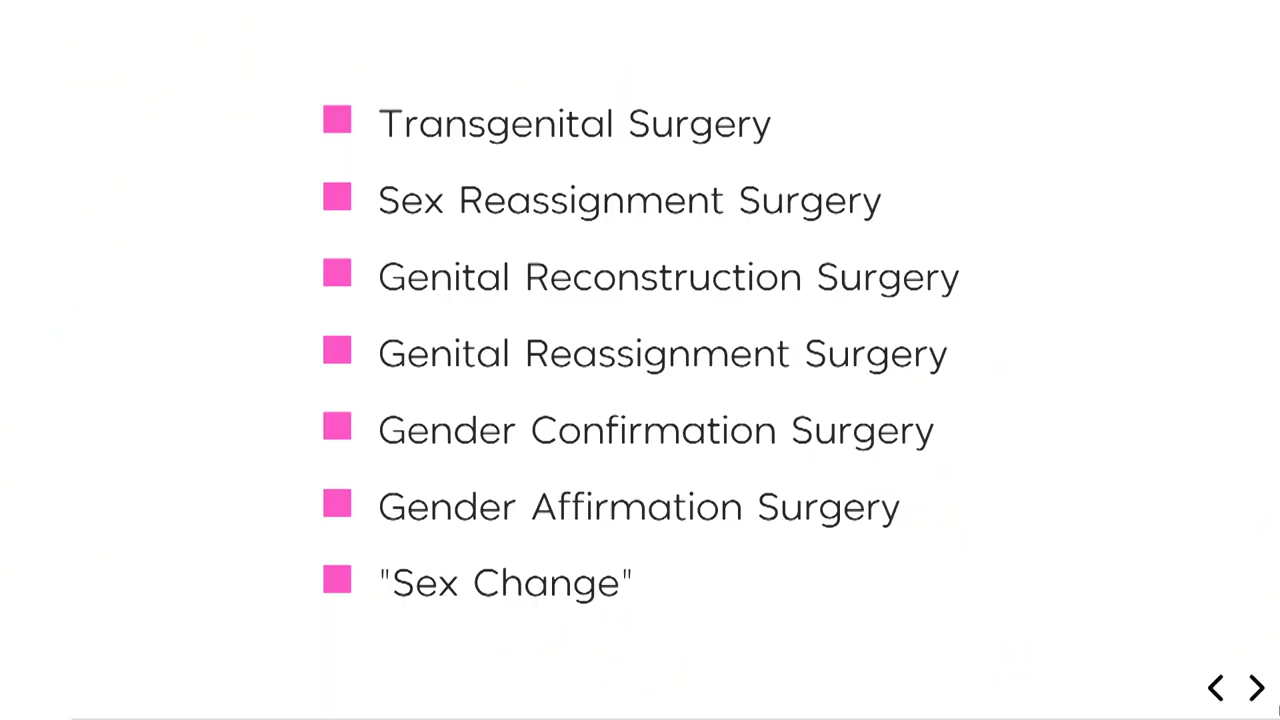 Transgenital Surgery
Sex Reassignment Surgery
Genital Reconstruction Surgery
Genital Reassignment Surgery
Gender Confirmation Surgery
Gender Affirmation Surgery
"Sex Change"